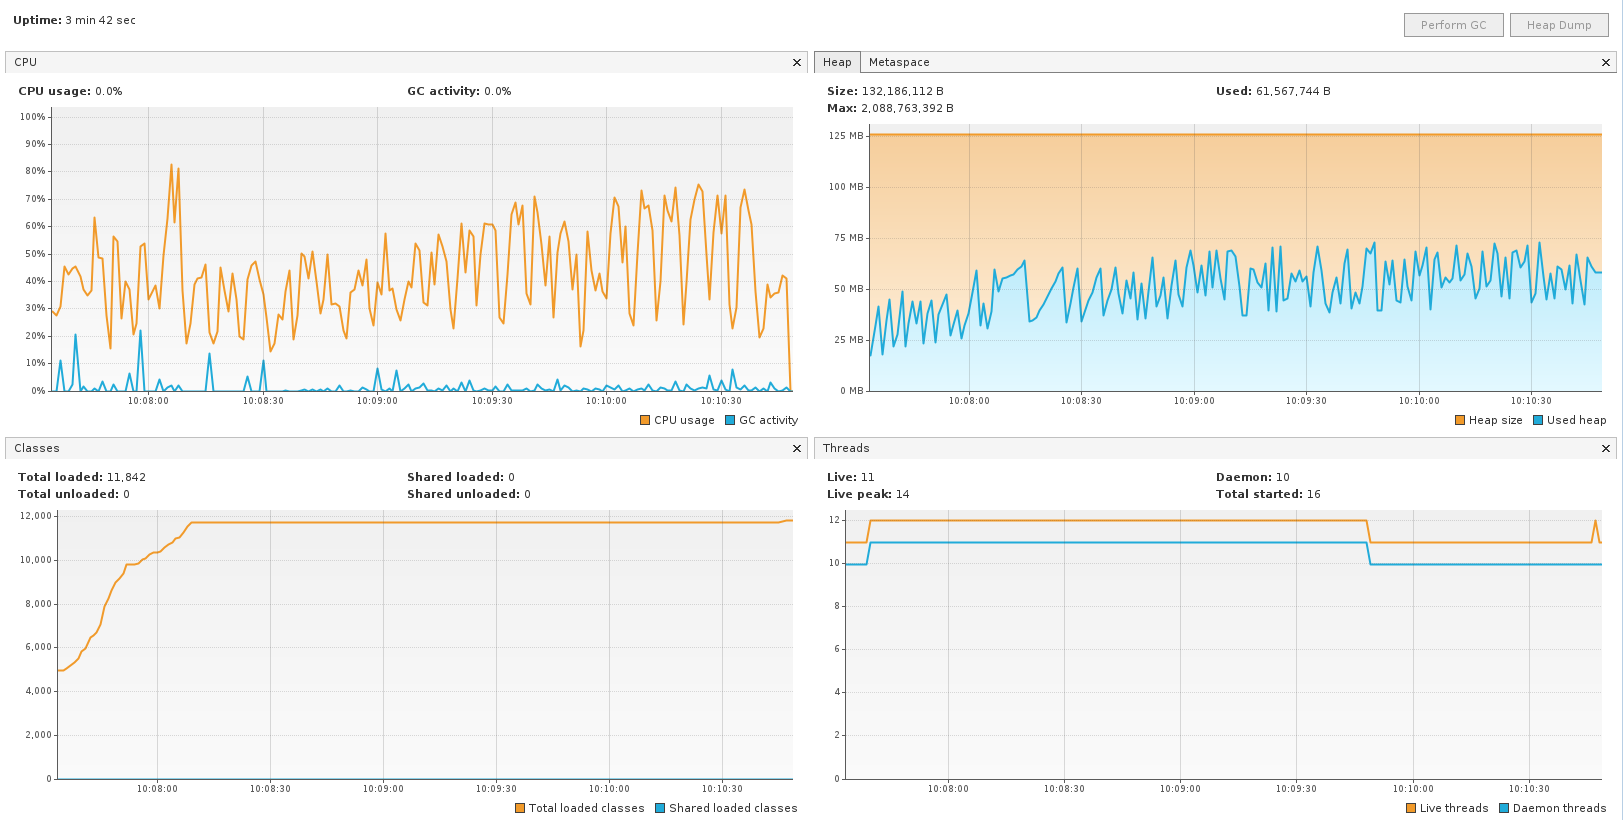 Uptime: 3 min 42 sec
Perform GC
Heap Dump
CPU
CPU usage: 0.0%
GC activity: 0.0%
100%
90%
80%
70%
60%
50%
40%
30%
20%
10%
0%
10:08:00
10:08:30
10:09:00
10:09:30
10:10:00
10:10:30
CPU usage
GC activity
Heap
Metaspace
Size: 132,186,112 B
Used: 61,567,744 B
Max: 2,088,763,392 B
125 MB
100 MB
75 MB
50 MB
25 MB
0 MB
10:08:00
10:08:30
10:09:00
10:09:30
10:10:00
10:10:30
Heap size
Used heap
Classes
Total loaded: 11,842
Shared loaded: 0
Total unloaded: 0
Shared unloaded: 0
12,000
10,000
8,000
6,000
4,000
2,000
0
10:08:00
10:08:30
10:09:00
10:09:30
10:10:00
10:10:30
Total loaded classes
Shared loaded classes
Threads
Live: 11
Daemon: 10
Live peak: 14
Total started: 16
12
10
8
6
4
2
0
10:08:00
10:08:30
10:09:00
10:09:30
10:10:00
10:10:30
Live threads
Daemon threads